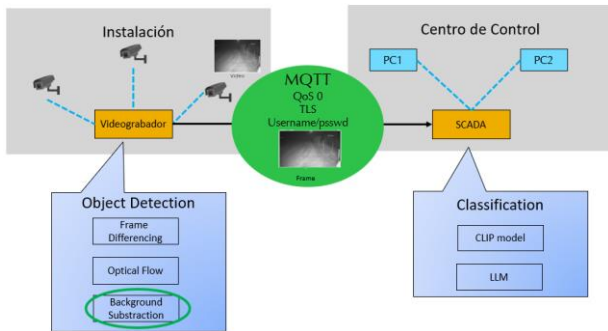 Instalación
Video
Videograbador
MQTT
QoS 0
TLS
Username/psswd
Frame
Centro de Control
PC1
PC2
SCADA
Object Detection
Frame
Differencing
Optical Flow
Background
Substraction
Classification
CLIP model
LLM